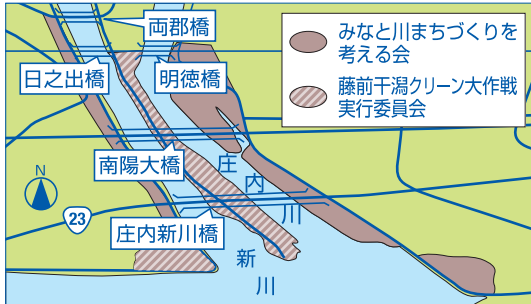 両郡橋
日之出橋
明徳橋
みなと川まちづくりを
考える会
藤前干潟クリーン大作戦
実行委員会
南陽大橋
庄内川
N
23
庄内新川橋
新川